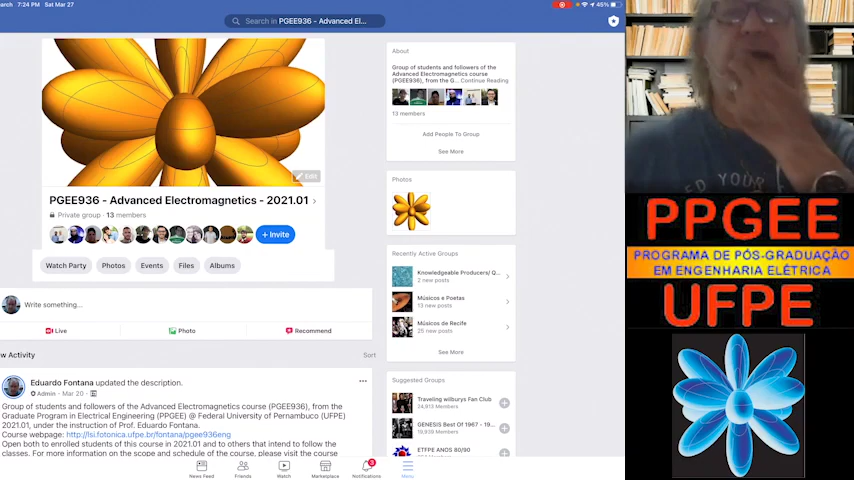 arch 7:24 PM Sat Mar 27
45%
Search in PGEE936 - Advanced El...
Edit
PGEE936 - Advanced Electromagnetics - 2021.01 >
Private group · 13 members
+ Invite
Watch Party
Photos
Events
Files
Albums
Write something...
Live
Photo
Recommend
w Activity
Sort
Eduardo Fontana updated the description.
Admin · Mar 20 ·
Group of students and followers of the Advanced Electromagnetics course (PGEE936), from the
Graduate Program in Electrical Engineering (PPGEE) @ Federal University of Pernambuco (UFPE)
2021.01, under the instruction of Prof. Eduardo Fontana.
Course webpage: http://lsi.fotonica.ufpe.br/fontana/pgee936eng
Open both to enrolled students of this course in 2021.01 and to others that intend to follow the
classes. For more information on the scope and schedule of the course, please visit the course
About
Group of students and followers of the
Advanced Electromagnetics course
(PGEE936), from the G... Continue Reading
13 members
Add People To Group
See More
Photos
Recently Active Groups
Knowledgeable Producers/ Q...
2 new posts
Músicos e Poetas
13 new posts
Músicos de Recife
25 new posts
See More
Suggested Groups
Traveling wilburys Fan Club
24,913 Members
GENESIS Best Of 1967 - 19...
19,939 Members
ETFPE ANOS 80/90
News Feed
Friends
Watch
Marketplace
Notifications
Menu
ED YOUR
PPGEE
PROGRAMA DE PÓS-GRADUAÇÃO
EM ENGENHARIA ELÉTRICA
UFPE